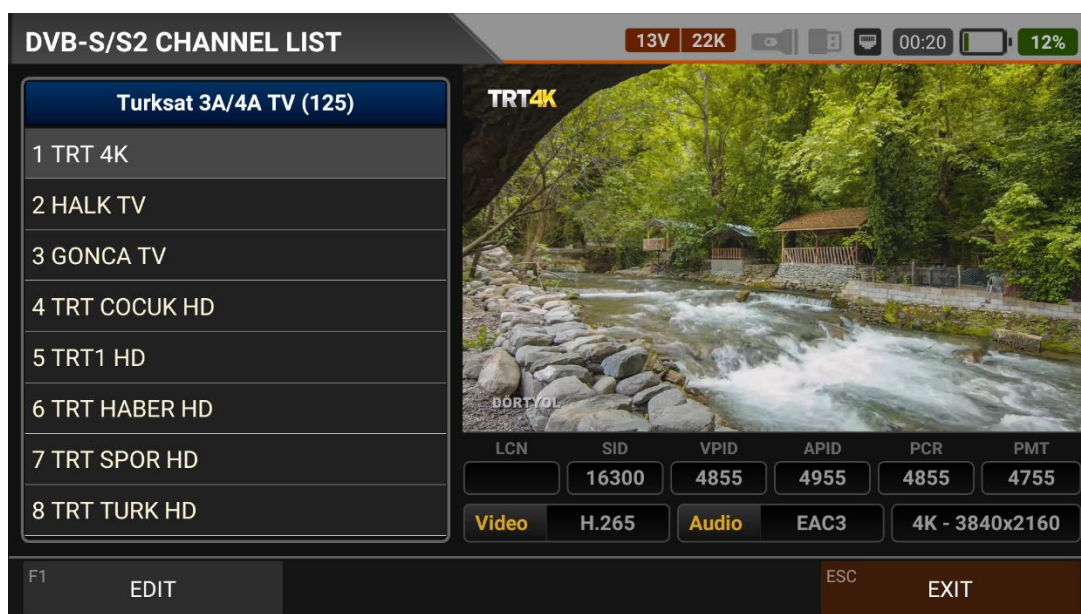 DVB-S/S2 CHANNEL LIST
13V 22K 00:20 12%
Turksat 3A/4A TV (125)
1 TRT 4K
2 HALK TV
3 GONCA TV
4 TRT COCUK HD
5 TRT1 HD
6 TRT HABER HD
7 TRT SPOR HD
8 TRT TURK HD
TRT4K
DÖRTYOL
LCN SID VPID APID PCR PMT
16300 4855 4955 4855 4755
Video H.265 Audio EAC3 4K - 3840x2160
F1 EDIT
ESC EXIT